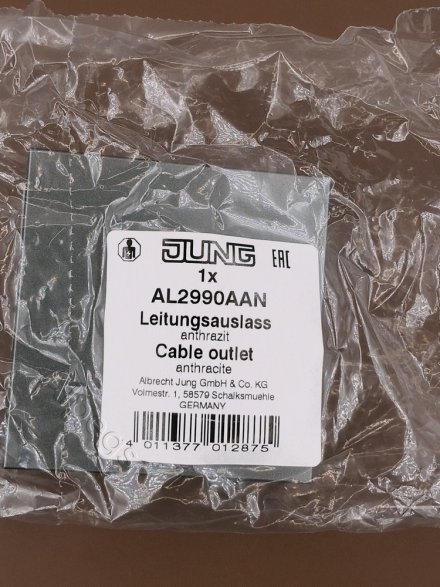 JUNG
EAC
1x
AL2990AAN
Leitungsauslass
anthrazit
Cable outlet
anthracite
Albrecht Jung GmbH & Co. KG
Volmestr. 1, 58579 Schalksmuehle
GERMANY
4 011377 012875